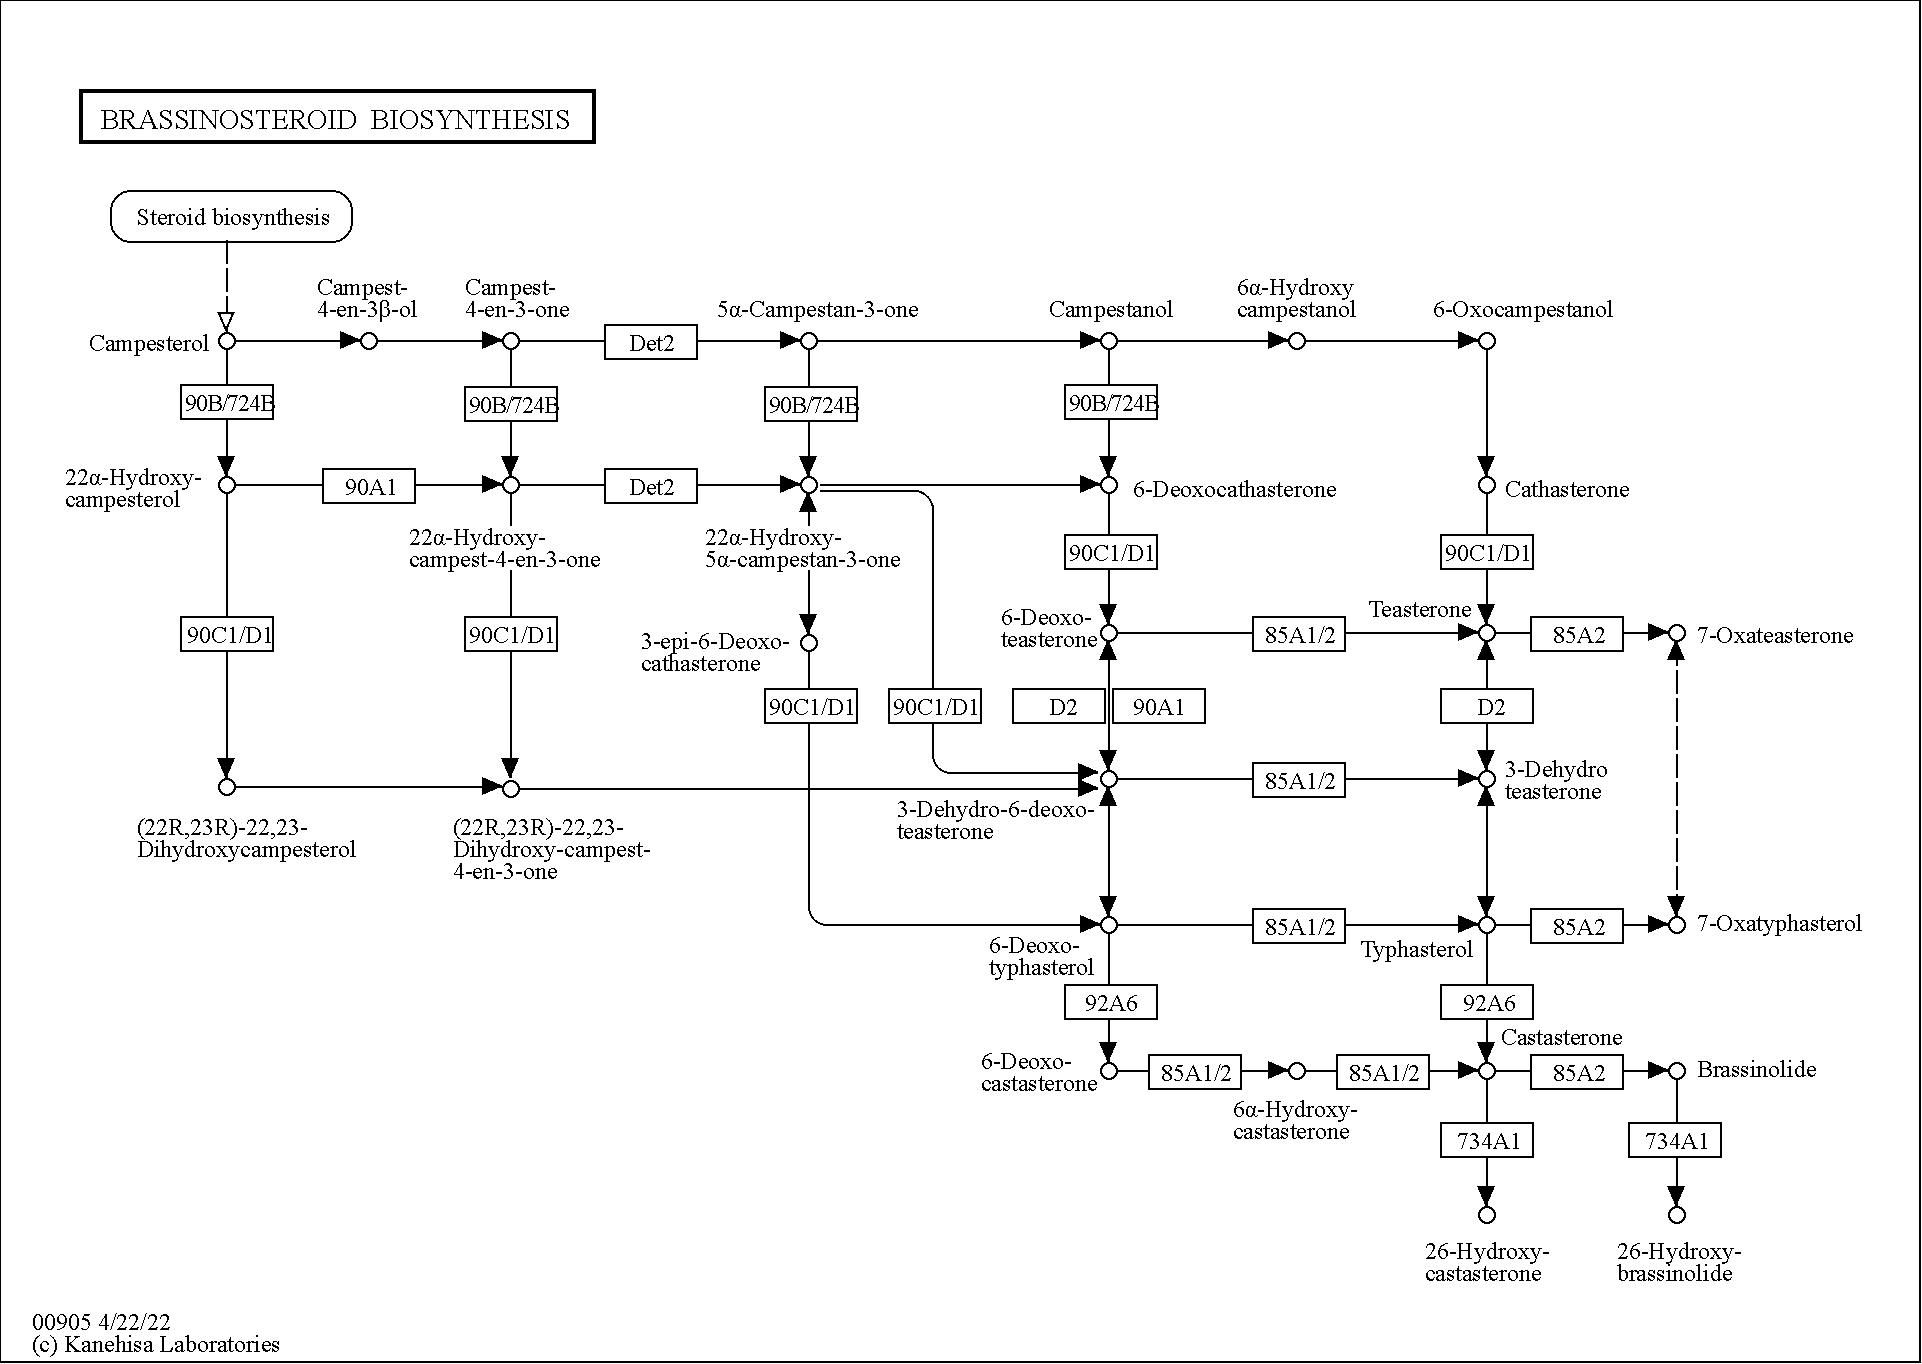 BRASSINOSTEROID BIOSYNTHESIS
Steroid biosynthesis
Campest-
4-en-3β-ol
Campest-
4-en-3-one
5α-Campestan-3-one
Campestanol
6α-Hydroxy
campestanol
6-Oxocampestanol
Campesterol
Det2
90B/724B
90B/724B
90B/724B
90B/724B
22α-Hydroxy-
campesterol
90A1
Det2
6-Deoxocathasterone
Cathasterone
22α-Hydroxy-
campest-4-en-3-one
22α-Hydroxy-
5α-campestan-3-one
90C1/D1
90C1/D1
90C1/D1
90C1/D1
3-epi-6-Deoxo-
cathasterone
6-Deoxo-
teasterone
85A1/2
Teasterone
85A2
7-Oxateasterone
90C1/D1
90C1/D1
D2
90A1
D2
85A1/2
3-Dehydro
teasterone
3-Dehydro-6-deoxo-
teasterone
(22R,23R)-22,23-
Dihydroxycampesterol
(22R,23R)-22,23-
Dihydroxy-campest-
4-en-3-one
6-Deoxo-
typhasterol
85A1/2
Typhasterol
85A2
7-Oxatyphasterol
92A6
92A6
6-Deoxo-
castasterone
85A1/2
85A1/2
Castasterone
85A2
Brassinolide
6α-Hydroxy-
castasterone
734A1
734A1
26-Hydroxy-
castasterone
26-Hydroxy-
brassinolide
00905 4/22/22
(c) Kanehisa Laboratories